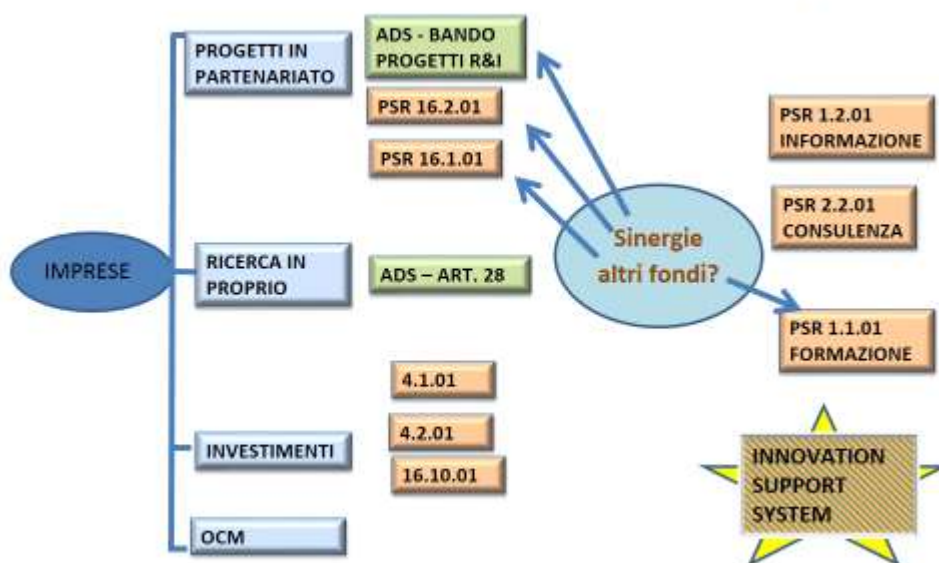 PROGETTI IN
PARTENARIATO
ADS - BANDO
PROGETTI R&I
PSR 16.2.01
PSR 16.1.01
PSR 1.2.01
INFORMAZIONE
PSR 2.2.01
CONSULENZA
Sinergie
altri fondi?
IMPRESE
RICERCA IN
PROPRIO
ADS – ART. 28
PSR 1.1.01
FORMAZIONE
4.1.01
4.2.01
INVESTIMENTI
16.10.01
INNOVATION
SUPPORT
SYSTEM
OCM